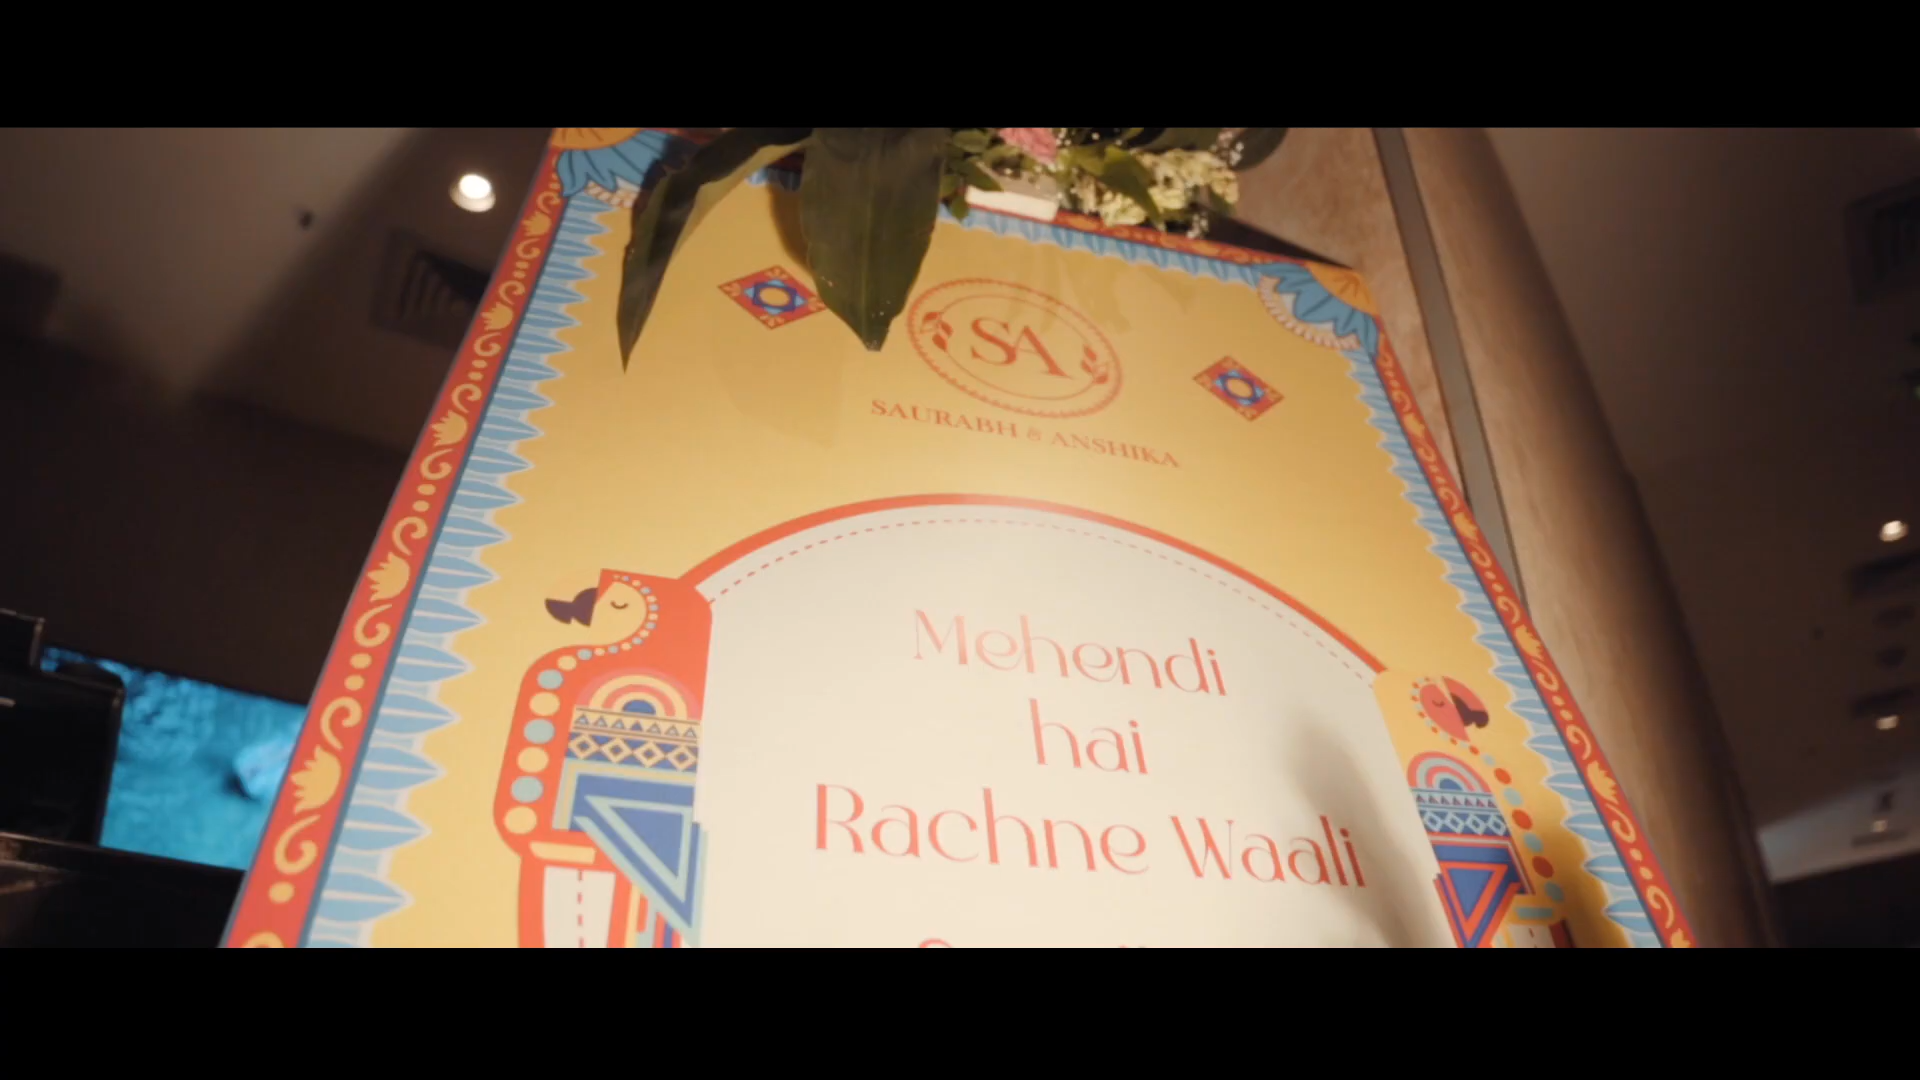 SA
SAURABH & ANSHIKA
Mehendi
hai
Rachne Waali